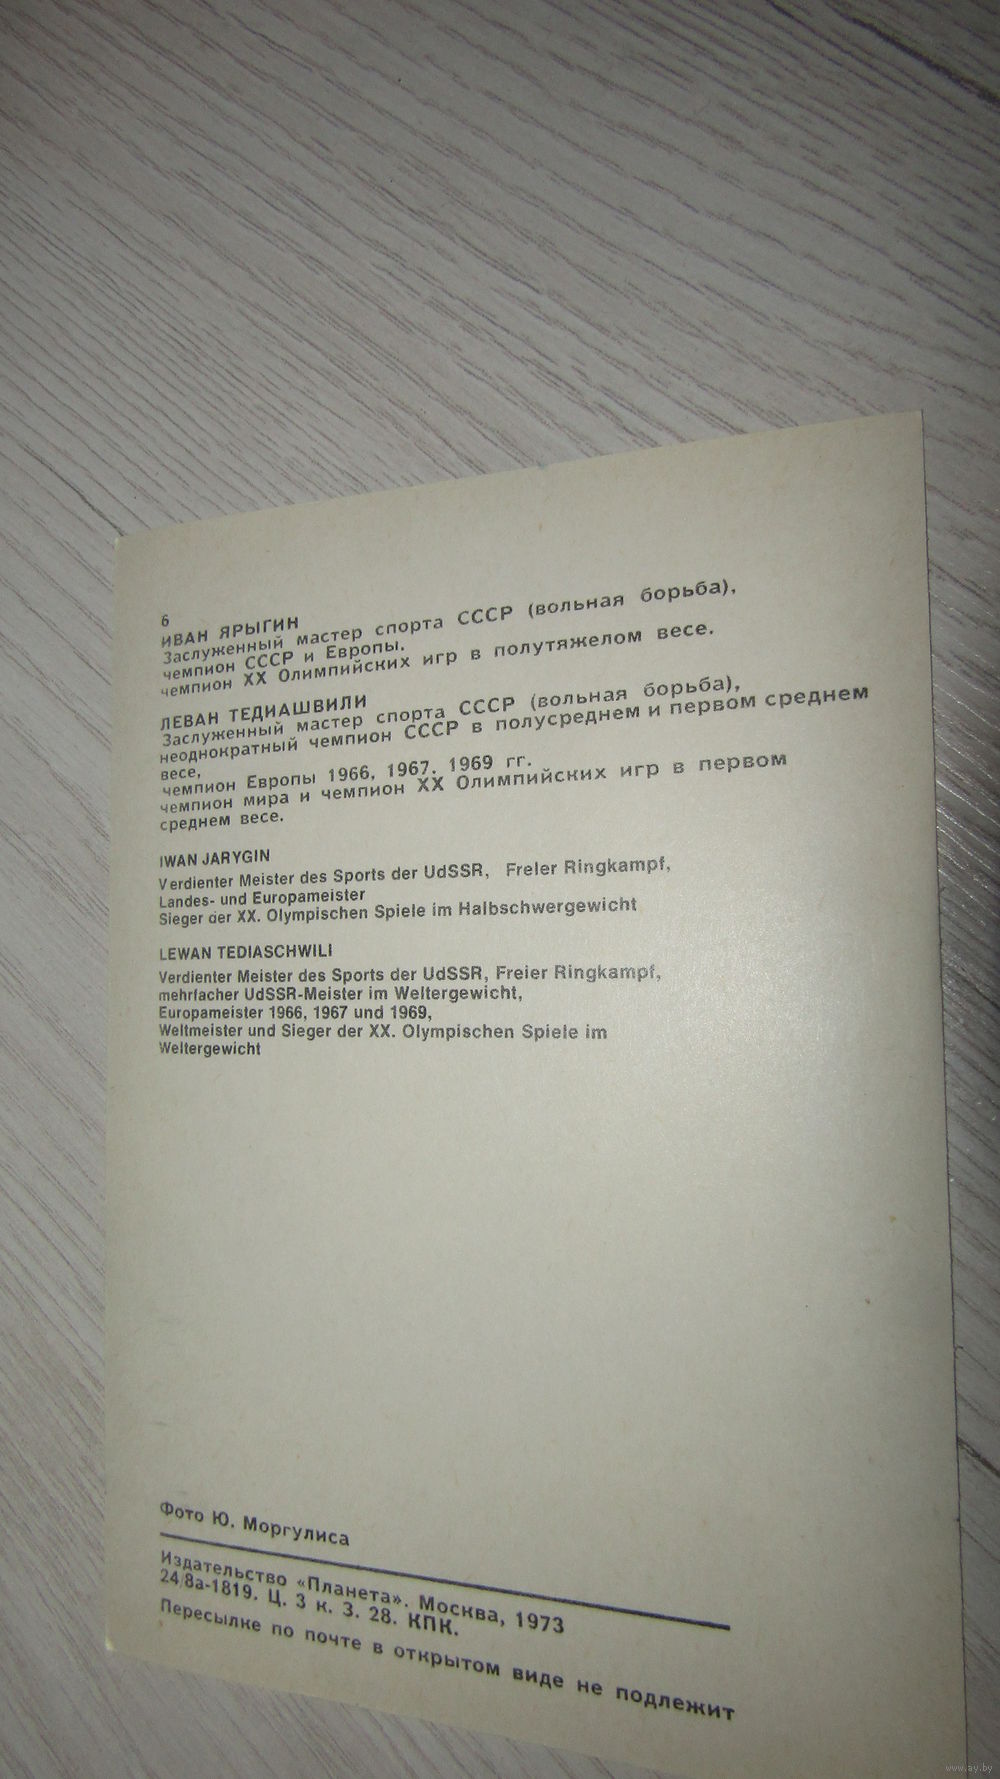 6
ИВАН ЯРЫГИН
Заслуженный мастер спорта СССР (вольная борьба),
чемпион СССР и Европы.
чемпион XX Олимпийских игр в полутяжелом весе.
ЛЕВАН ТЕДИАШВИЛИ
Заслуженный мастер спорта СССР (вольная борьба),
неоднократный чемпион СССР в полусреднем и первом среднем
весе,
чемпион Европы 1966, 1967, 1969 гг.
чемпион мира и чемпион XX Олимпийских игр в первом
среднем весе.
IWAN JARYGIN
Verdienter Meister des Sports der UdSSR, Freler Ringkampf,
Landes- und Europameister
Sieger der XX. Olympischen Spiele im Halbschwergewicht
LEWAN TEDIASCHWILI
Verdienter Meister des Sports der UdSSR, Freier Ringkampf,
mehrfacher UdSSR-Meister im Weltergewicht,
Europameister 1966, 1967 und 1969,
Weltmeister und Sieger der XX. Olympischen Spiele im
Weltergewicht
Фото Ю. Моргулиса
Издательство «Планета». Москва, 1973
24/8а-1819. Ц. 3 к. З. 28. КПК.
Пересылке по почте в открытом виде не подлежит
www.ay.by